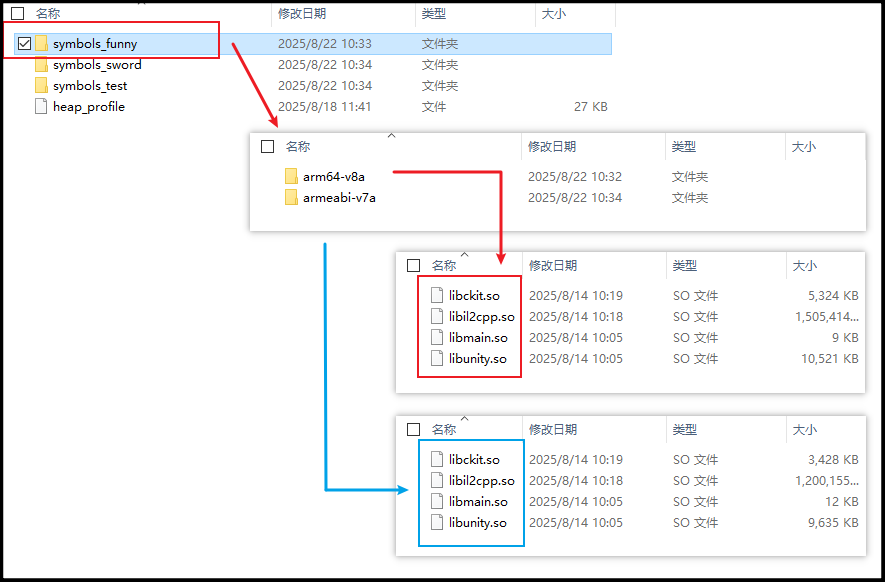 名称 修改日期 类型 大小
symbols_funny 2025/8/22 10:33 文件夹
symbols_sword 2025/8/22 10:34 文件夹
symbols_test 2025/8/22 10:34 文件夹
heap_profile 2025/8/18 11:41 文件 27 KB
名称 修改日期 类型 大小
arm64-v8a 2025/8/22 10:32 文件夹
armeabi-v7a 2025/8/22 10:34 文件夹
名称 修改日期 类型 大小
libckit.so 2025/8/14 10:19 SO 文件 5,324 KB
libil2cpp.so 2025/8/14 10:18 SO 文件 1,505,414...
libmain.so 2025/8/14 10:05 SO 文件 9 KB
libunity.so 2025/8/14 10:05 SO 文件 10,521 KB
名称 修改日期 类型 大小
libckit.so 2025/8/14 10:19 SO 文件 3,428 KB
libil2cpp.so 2025/8/14 10:18 SO 文件 1,200,155...
libmain.so 2025/8/14 10:05 SO 文件 12 KB
libunity.so 2025/8/14 10:05 SO 文件 9,635 KB